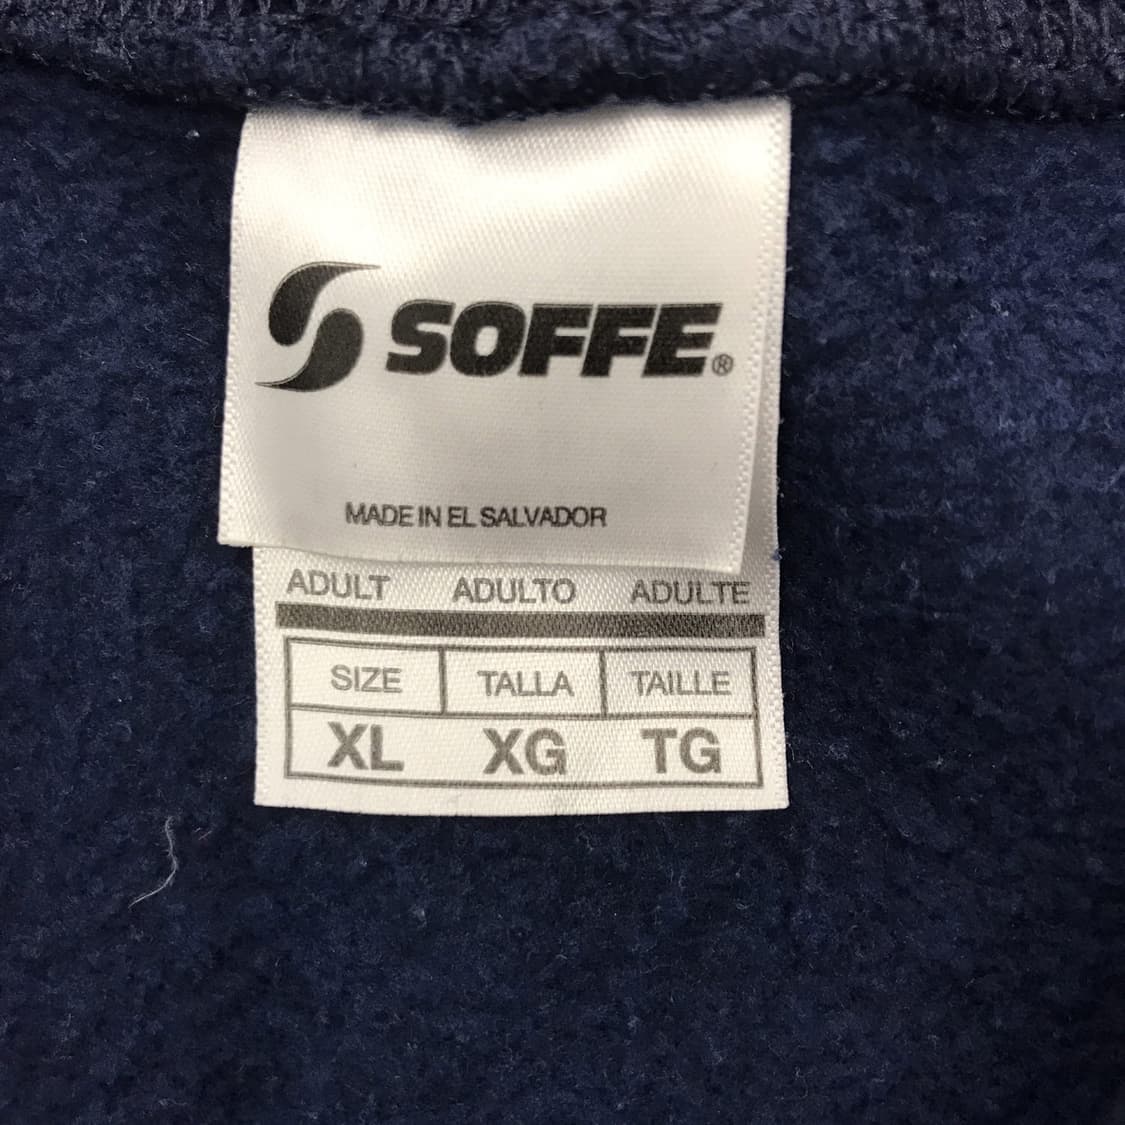 SOFFE®
MADE IN EL SALVADOR
ADULT ADULTO ADULTE
SIZE TALLA TAILLE
XL XG TG